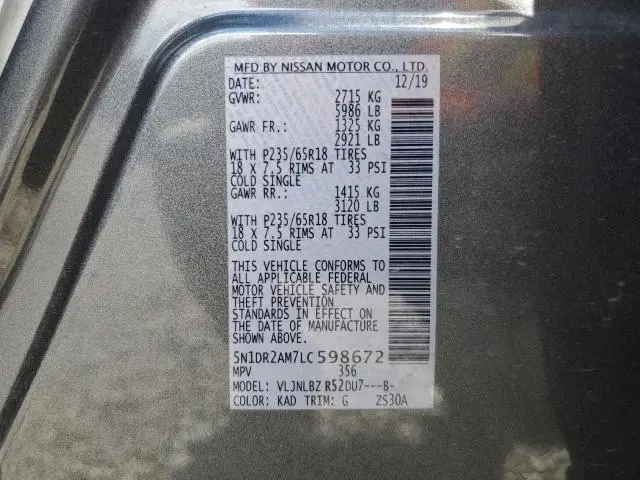 MFD BY NISSAN MOTOR CO., LTD.
DATE: 12/19
GVWR: 2715 KG
5986 LB
GAWR FR.: 1325 KG
2921 LB
WITH P235/65R18 TIRES
18 X 7.5 RIMS AT 33 PSI
COLD SINGLE
GAWR RR.: 1415 KG
3120 LB
WITH P235/65R18 TIRES
18 X 7.5 RIMS AT 33 PSI
COLD SINGLE
THIS VEHICLE CONFORMS TO
ALL APPLICABLE FEDERAL
MOTOR VEHICLE SAFETY AND
THEFT PREVENTION
STANDARDS IN EFFECT ON
THE DATE OF MANUFACTURE
SHOWN ABOVE.
5N1DR2AM7LC598672
MPV 356
MODEL: VLJNLBZ R52DU7---B-
COLOR: KAD TRIM: G ZS30A